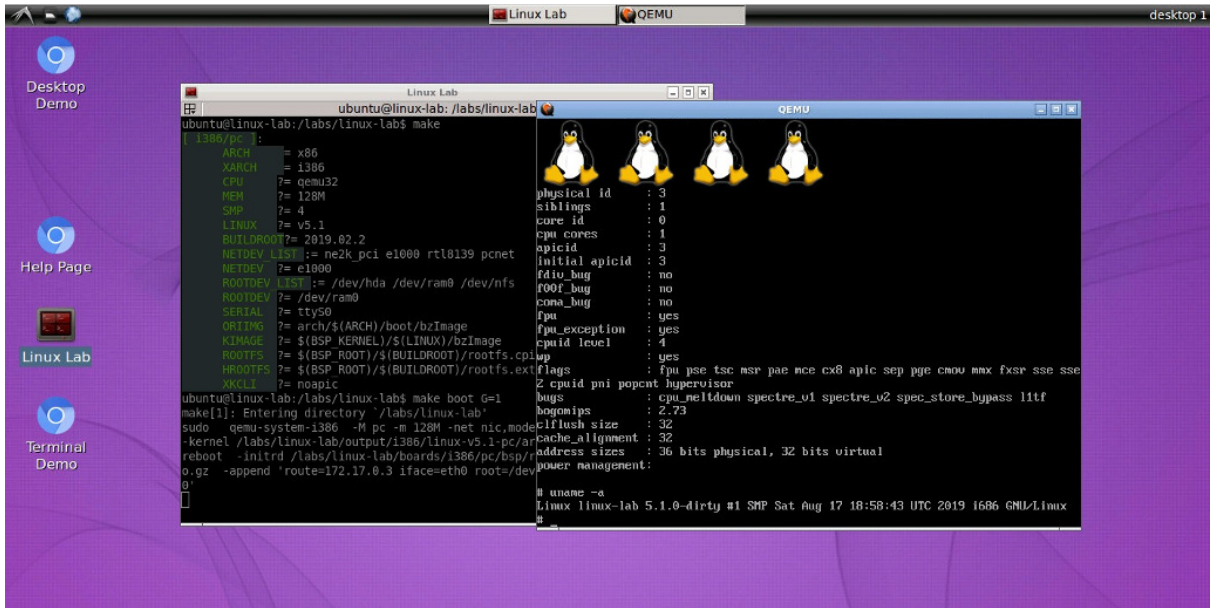 Linux Lab
QEMU
desktop 1
Desktop
Demo
Help Page
Linux Lab
Terminal
Demo
Linux Lab
ubuntu@linux-lab: /labs/linux-lab
ubuntu@linux-lab:/labs/linux-lab$ make
[ i386/pc ]:
ARCH = x86
XARCH = i386
CPU ?= qemu32
MEM ?= 128M
SMP ?= 4
LINUX ?= v5.1
BUILDROOT?= 2019.02.2
NETDEV_LIST := ne2k_pci e1000 rtl8139 pcnet
NETDEV ?= e1000
ROOTDEV_LIST := /dev/hda /dev/ram0 /dev/nfs
ROOTDEV ?= /dev/ram0
SERIAL ?= ttyS0
ORIIMG ?= arch/$(ARCH)/boot/bzImage
KIMAGE ?= $(BSP_KERNEL)/$(LINUX)/bzImage
ROOTFS ?= $(BSP_ROOT)/$(BUILDROOT)/rootfs.cpi
HROOTFS ?= $(BSP_ROOT)/$(BUILDROOT)/rootfs.ext
XKCLI ?= noapic
ubuntu@linux-lab:/labs/linux-lab$ make boot G=1
make[1]: Entering directory `/labs/linux-lab'
sudo qemu-system-i386 -M pc -m 128M -net nic,mode
-kernel /labs/linux-lab/output/i386/linux-v5.1-pc/ar
reboot -initrd /labs/linux-lab/boards/i386/pc/bsp/r
o.gz -append 'route=172.17.0.3 iface=eth0 root=/dev
0'
QEMU
physical id : 3
siblings : 1
core id : 0
cpu cores : 1
apicid : 3
initial apicid : 3
fdiv_bug : no
f00f_bug : no
coma_bug : no
fpu : yes
fpu_exception : yes
cpuid level : 4
wp : yes
flags : fpu pse tsc msr pae mce cx8 apic sep pge cmov mmx fxsr sse sse
2 cpuid pni popcnt hypervisor
bugs : cpu_meltdown spectre_v1 spectre_v2 spec_store_bypass l1tf
bogomips : 2.73
clflush size : 32
cache_alignment : 32
address sizes : 36 bits physical, 32 bits virtual
power management:
# uname -a
Linux linux-lab 5.1.0-dirty #1 SMP Sat Aug 17 18:58:43 UTC 2019 i686 GNU/Linux
# _